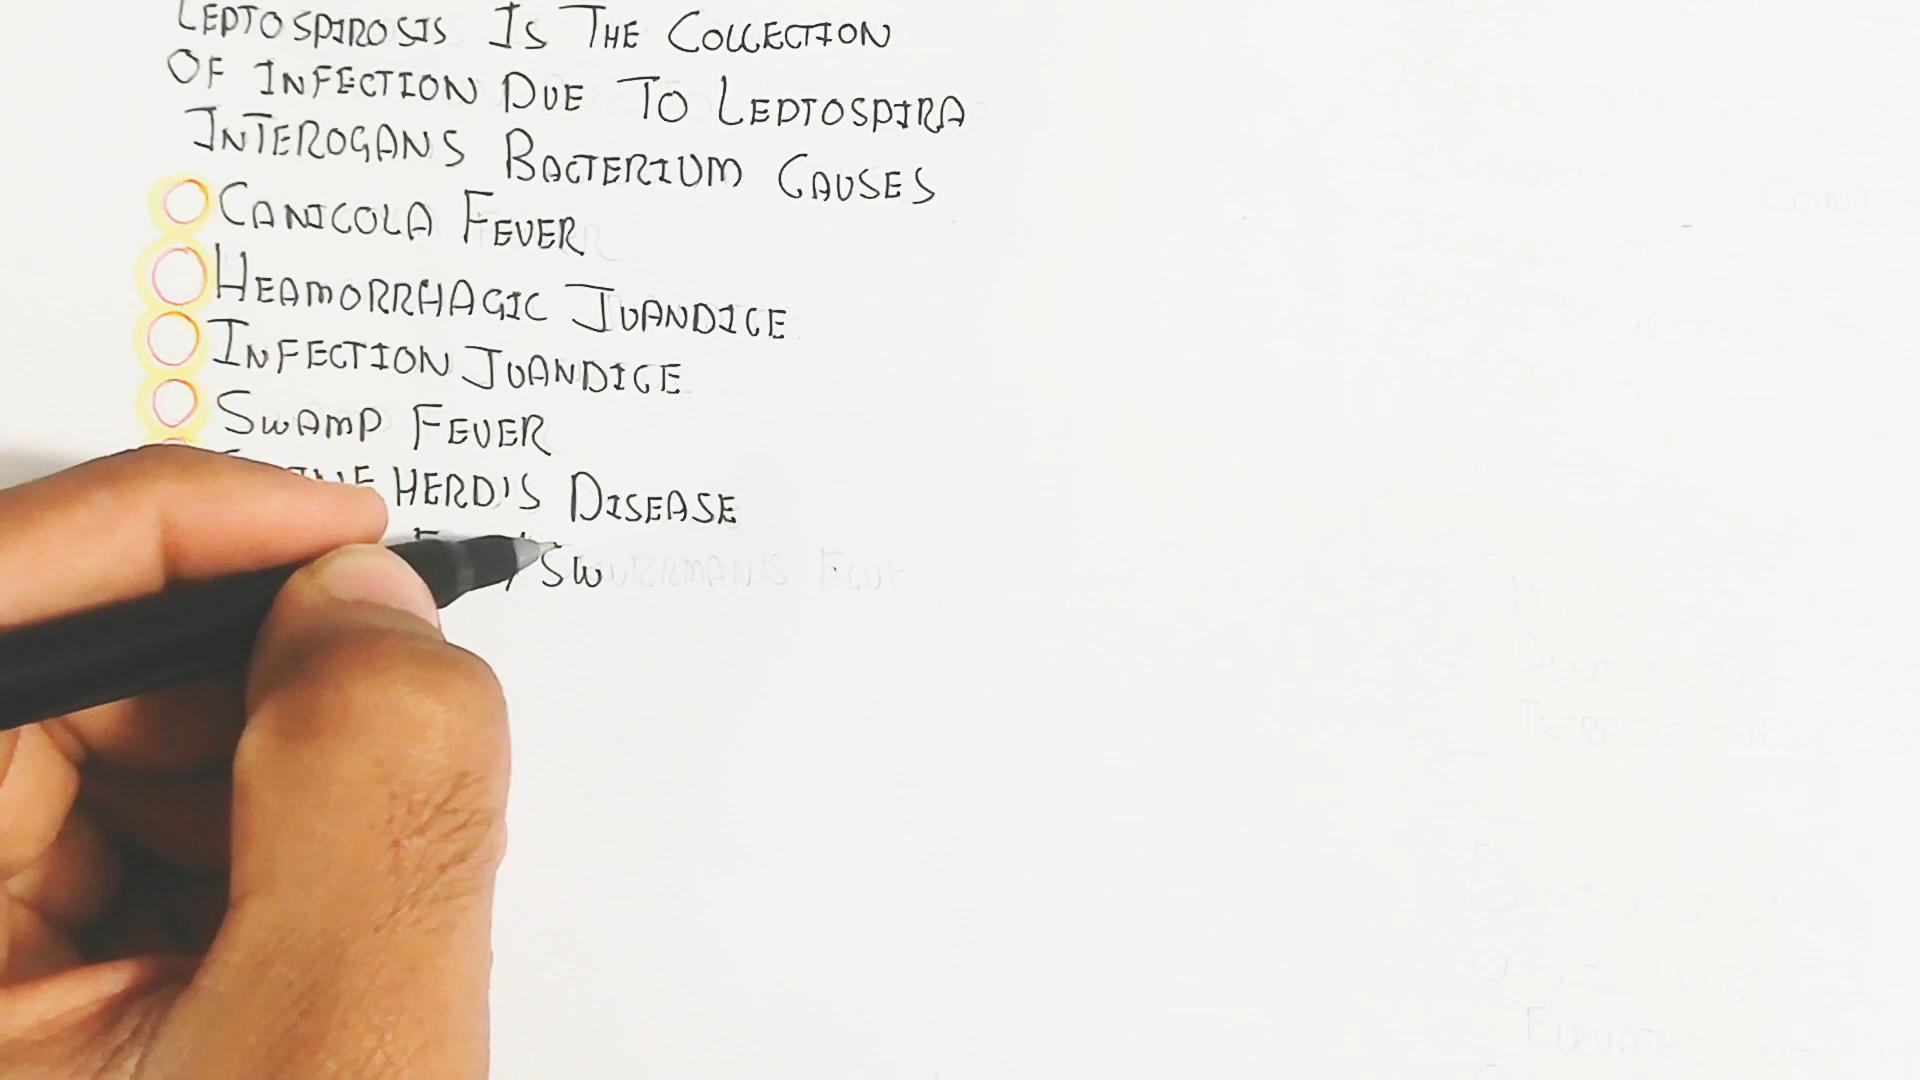 LEPTOSPIROSIS IS THE COLLECTION
OF INFECTION DUE TO LEPTOSPIRA
INTEROGANS BACTERIUM CAUSES
CANICOLA FEVER
HEAMORRHAGIC JUANDICE
INFECTION JUANDICE
SWAMP FEVER
HERD'S DISEASE
SW